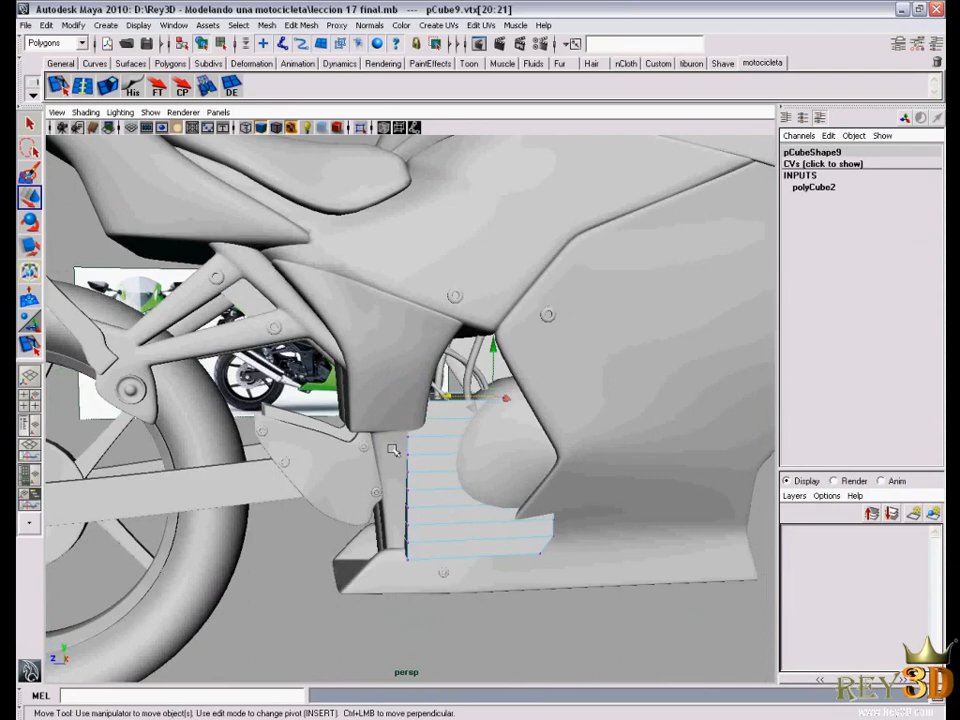 Autodesk Maya 2010: D:\Rey3D - Modelando una motocicleta\leccion 17 final.mb --- pCube9.vtx[20:21]
File Edit Modify Create Display Window Assets Select Mesh Edit Mesh Proxy Normals Color Create UVs Edit UVs Muscle Help
Polygons
General Curves Surfaces Polygons Subdivs Deformation Animation Dynamics Rendering PaintEffects Toon Muscle Fluids Fur Hair nCloth Custom tiburon Shave motocicleta
His FT CP DE
View Shading Lighting Show Renderer Panels
Channels Edit Object Show
pCubeShape9
CVs (click to show)
INPUTS
polyCube2
Display Render Anim
Layers Options Help
persp
REY3D
www.rey3d.com
MEL
Move Tool: Use manipulator to move object(s). Use edit mode to change pivot (INSERT). Ctrl+LMB to move perpendicular.